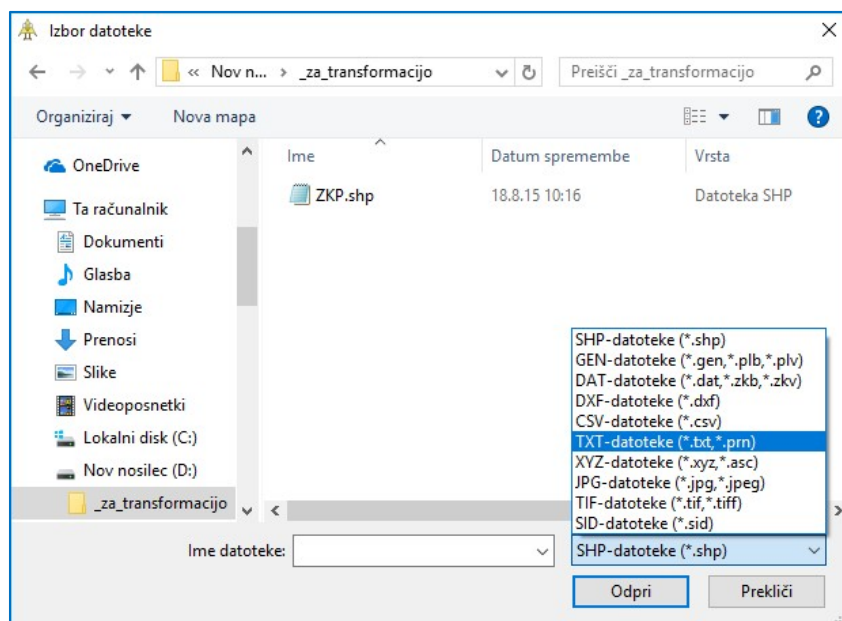 Izbor datoteke
« Nov n... › _za_transformacijo
Preišči _za_transformacijo
Organiziraj Nova mapa
OneDrive
Ta računalnik
Dokumenti
Glasba
Namizje
Prenosi
Slike
Videoposnetki
Lokalni disk (C:)
Nov nosilec (D:)
_za_transformacijo
Ime Datum spremembe Vrsta
ZKP.shp 18.8.15 10:16 Datoteka SHP
SHP-datoteke (*.shp)
GEN-datoteke (*.gen,*.plb,*.plv)
DAT-datoteke (*.dat,*.zkb,*.zkv)
DXF-datoteke (*.dxf)
CSV-datoteke (*.csv)
TXT-datoteke (*.txt,*.prn)
XYZ-datoteke (*.xyz,*.asc)
JPG-datoteke (*.jpg,*.jpeg)
TIF-datoteke (*.tif,*.tiff)
SID-datoteke (*.sid)
Ime datoteke: SHP-datoteke (*.shp)
Odpri Prekliči